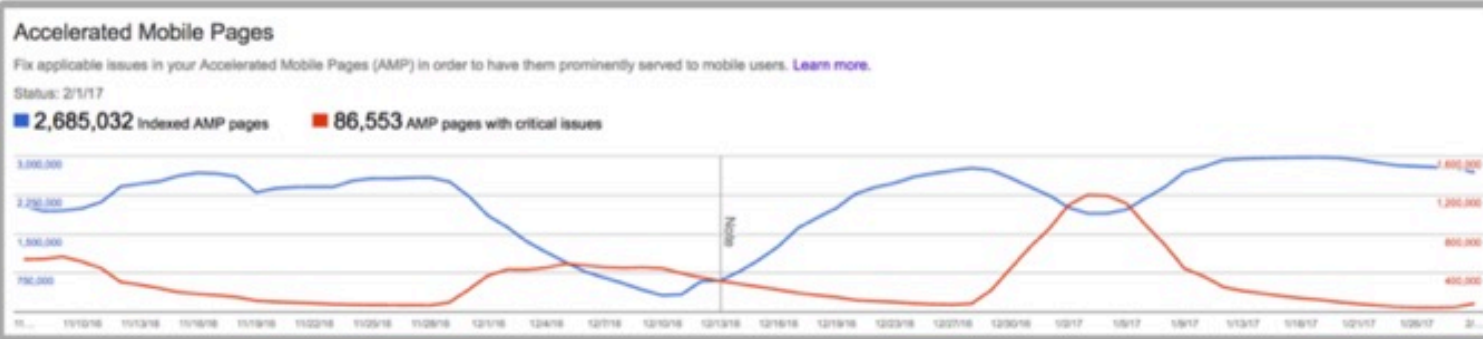 Accelerated Mobile Pages
Fix applicable issues in your Accelerated Mobile Pages (AMP) in order to have them prominently served to mobile users. Learn more.
Status: 2/1/17
2,685,032 Indexed AMP pages 86,553 AMP pages with critical issues
3,000,000 1,600,000
2,250,000 1,200,000
Note
1,500,000 800,000
750,000 400,000
11... 11/10/16 11/13/16 11/16/16 11/19/16 11/22/16 11/25/16 11/28/16 12/1/16 12/4/16 12/7/16 12/10/16 12/13/16 12/16/16 12/19/16 12/23/16 12/27/16 12/30/16 1/2/17 1/5/17 1/9/17 1/13/17 1/21/17 2/...